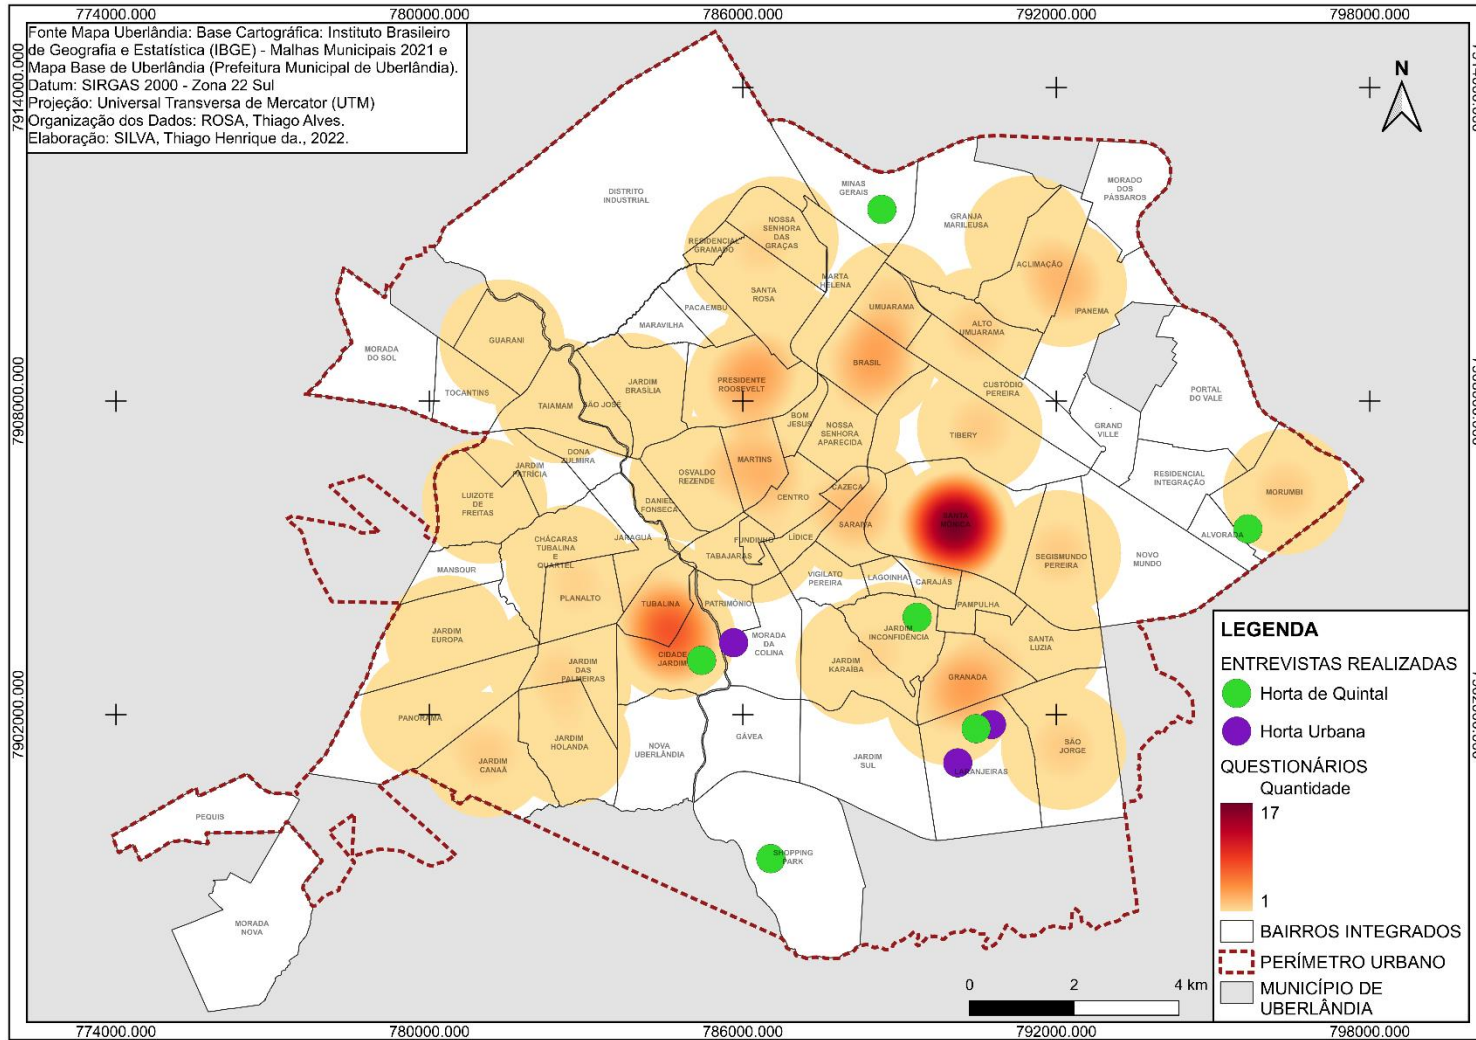 774000.000
780000.000
786000.000
792000.000
798000.000
Fonte Mapa Uberlândia: Base Cartográfica: Instituto Brasileiro
de Geografia e Estatística (IBGE) - Malhas Municipais 2021 e
Mapa Base de Uberlândia (Prefeitura Municipal de Uberlândia).
Datum: SIRGAS 2000 - Zona 22 Sul
Projeção: Universal Transversa de Mercator (UTM)
Organização dos Dados: ROSA, Thiago Alves.
Elaboração: SILVA, Thiago Henrique da., 2022.
7914000.000
7908000.000
7902000.000
N
DISTRITO
INDUSTRIAL
MINAS
GERAIS
MORADO
DOS
PÁSSAROS
NOSSA
SENHORA
DAS
GRAÇAS
GRANJA
MARILEUSA
RESIDENCIAL
GRAMADO
ACLIMAÇÃO
MARTA
HELENA
SANTA
ROSA
PACAEMBU
UMUARAMA
IPANEMA
MARAVILHA
ALTO
UMUARAMA
GUARANI
MORADA
DO SOL
BRASIL
PRESIDENTE
ROOSEVELT
JARDIM
BRASÍLIA
CUSTÓDIO
PEREIRA
PORTAL
DO VALE
TOCANTINS
TAIAMAM
SÃO JOSÉ
BOM
JESUS
NOSSA
SENHORA
APARECIDA
GRAND
VILLE
TIBERY
DONA
ZULMIRA
MARTINS
JARDIM
PATRÍCIA
OSVALDO
REZENDE
RESIDENCIAL
INTEGRAÇÃO
CAZECA
MORUMBI
LUIZOTE
DE
FREITAS
CENTRO
DANIEL
FONSECA
SANTA
MÔNICA
SARAIVA
ALVORADA
JARAGUÁ
CHÁCARAS
TUBALINA
E
QUARTEL
FUNDINHO
LÍDICE
TABAJARAS
SEGISMUNDO
PEREIRA
NOVO
MUNDO
MANSOUR
VIGILATO
PEREIRA
LAGOINHA
CARAJÁS
PLANALTO
TUBALINA
PATRIMÔNIO
PAMPULHA
JARDIM
EUROPA
JARDIM
INCONFIDÊNCIA
MORADA
DA
COLINA
SANTA
LUZIA
CIDADE
JARDIM
JARDIM
KARAÍBA
JARDIM
DAS
PALMEIRAS
GRANADA
PANORAMA
GÁVEA
SÃO
JORGE
JARDIM
HOLANDA
NOVA
UBERLÂNDIA
JARDIM
SUL
JARDIM
CANAÃ
LARANJEIRAS
PEQUIS
SHOPPING
PARK
MORADA
NOVA
LEGENDA
ENTREVISTAS REALIZADAS
Horta de Quintal
Horta Urbana
QUESTIONÁRIOS
Quantidade
17
1
BAIRROS INTEGRADOS
PERÍMETRO URBANO
MUNICÍPIO DE
UBERLÂNDIA
0
2
4 km
774000.000
780000.000
786000.000
792000.000
798000.000